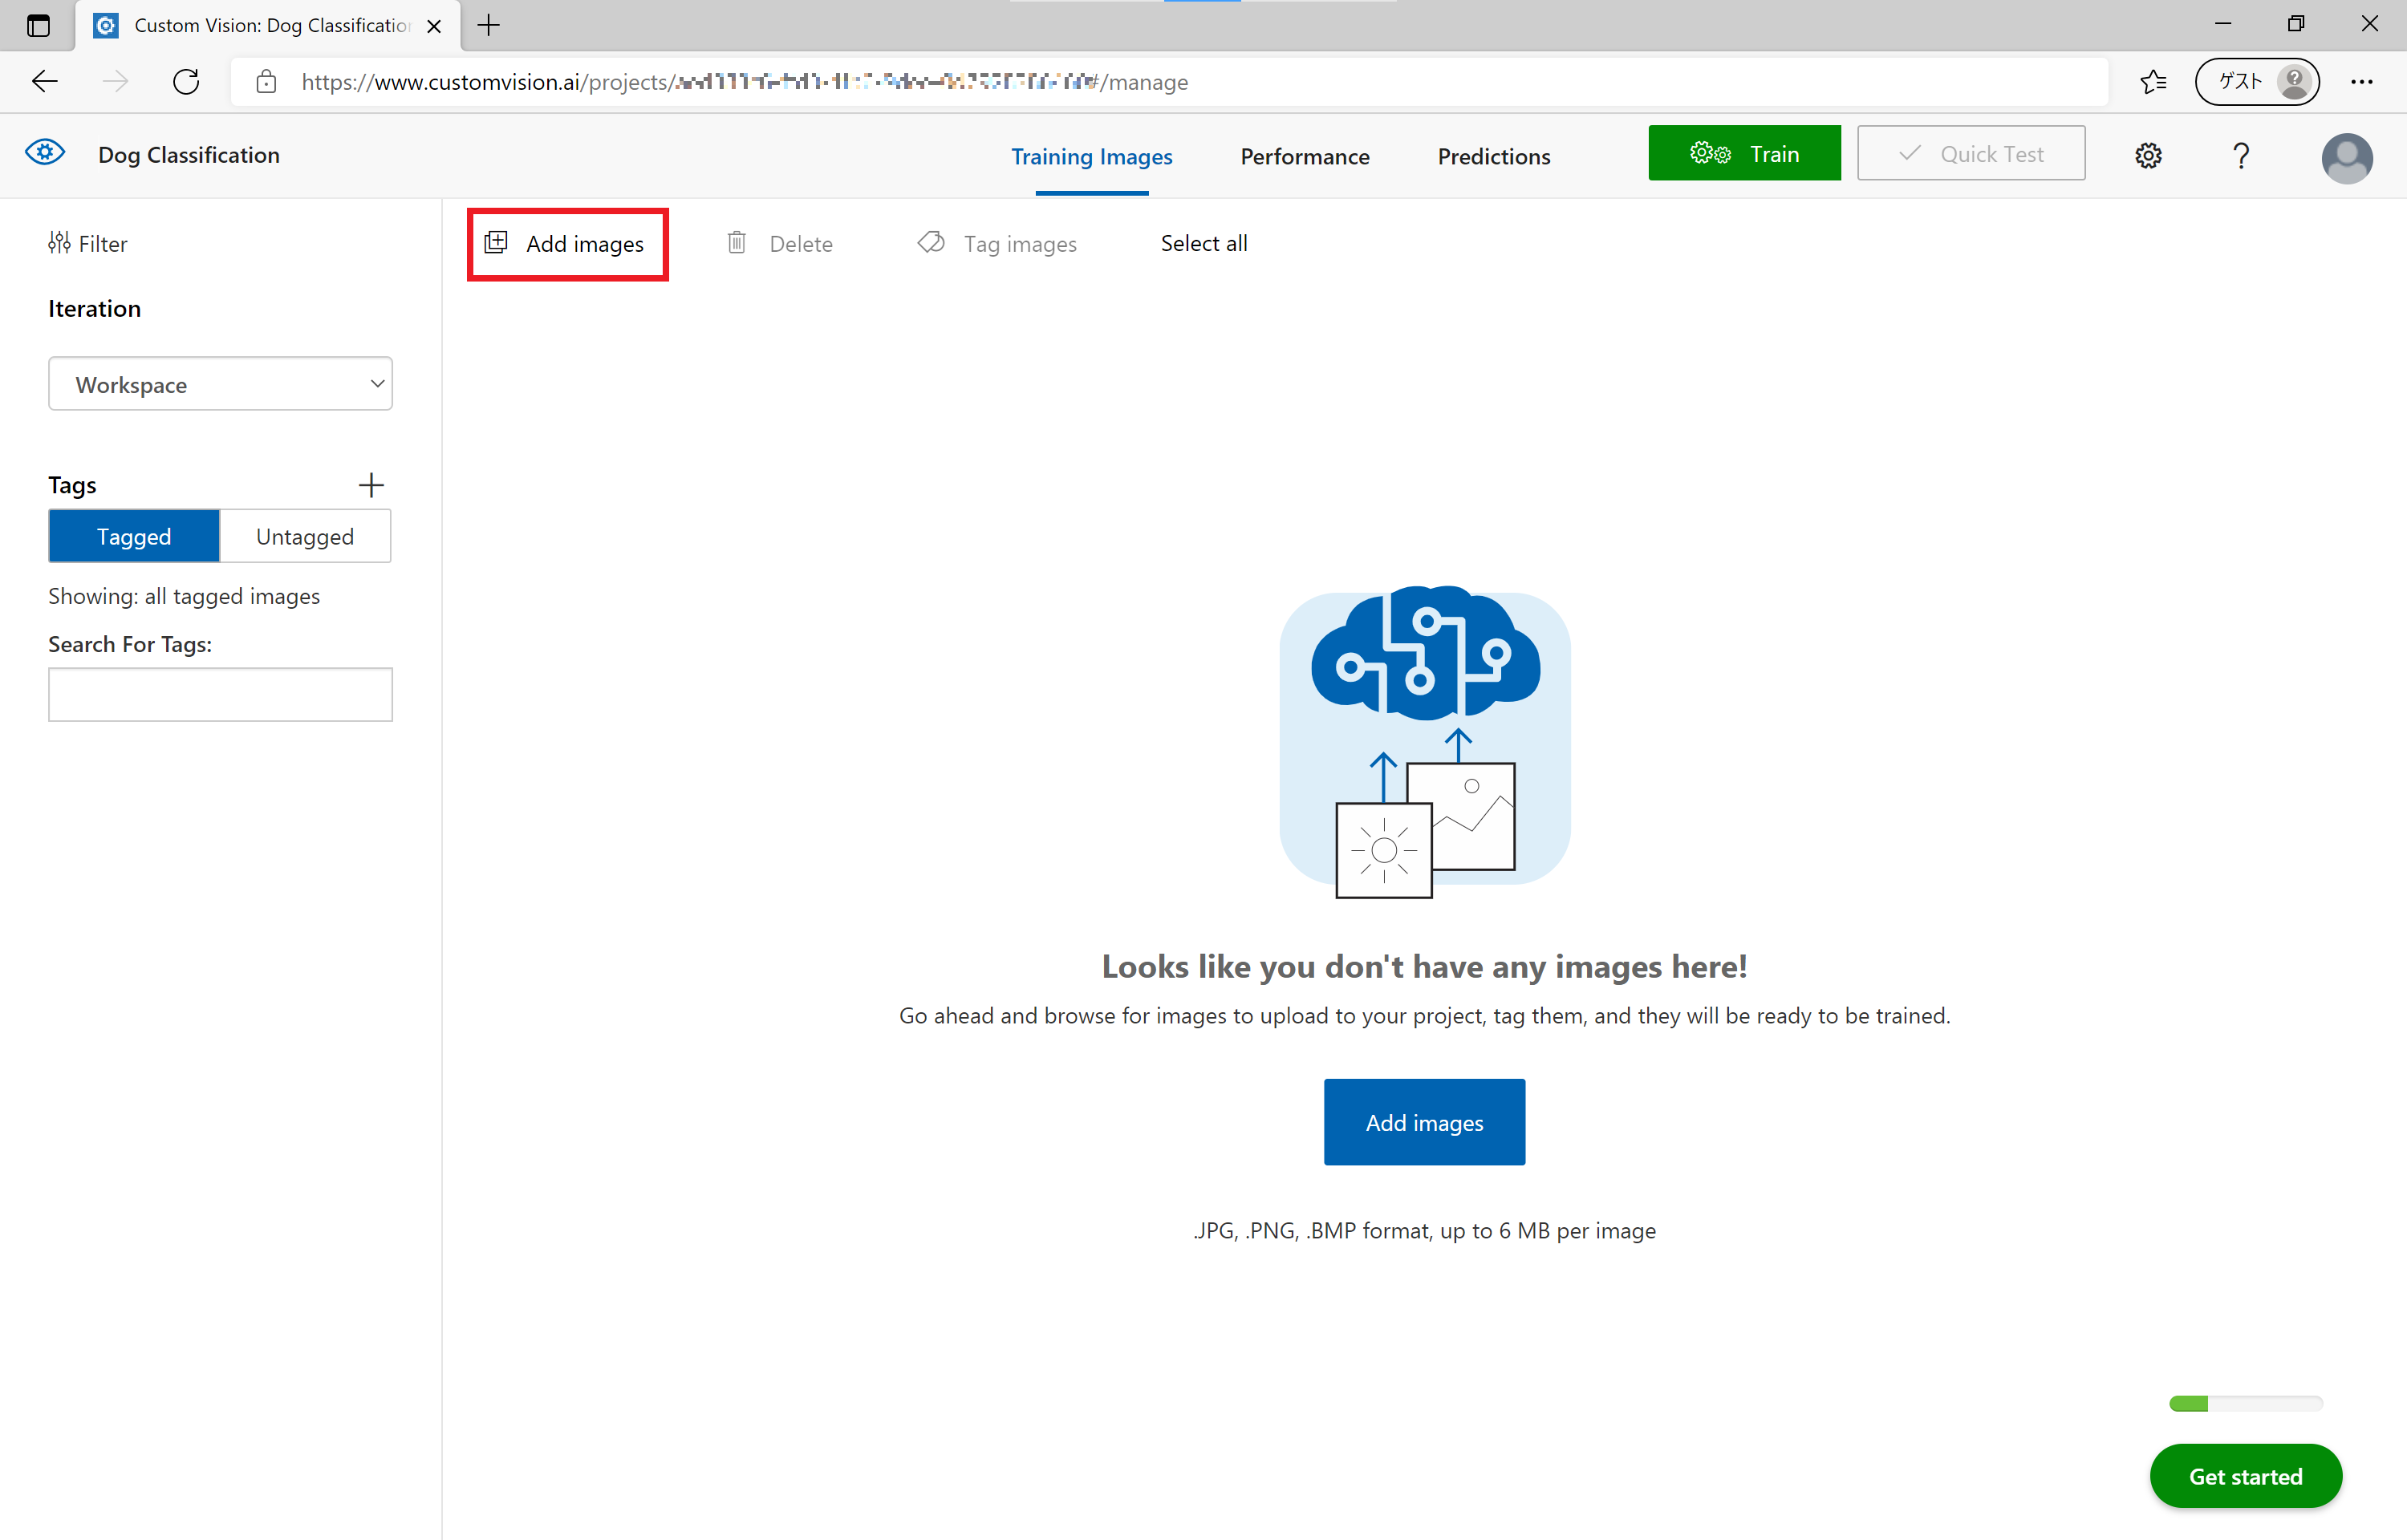 Custom Vision: Dog Classification
https://www.customvision.ai/projects/
#/manage
ゲスト
Dog Classification
Training Images
Performance
Predictions
Train
Quick Test
?
Filter
Add images
Delete
Tag images
Select all
Iteration
Workspace
Tags
Tagged
Untagged
Showing: all tagged images
Search For Tags:
Looks like you don't have any images here!
Go ahead and browse for images to upload to your project, tag them, and they will be ready to be trained.
Add images
.JPG, .PNG, .BMP format, up to 6 MB per image
Get started